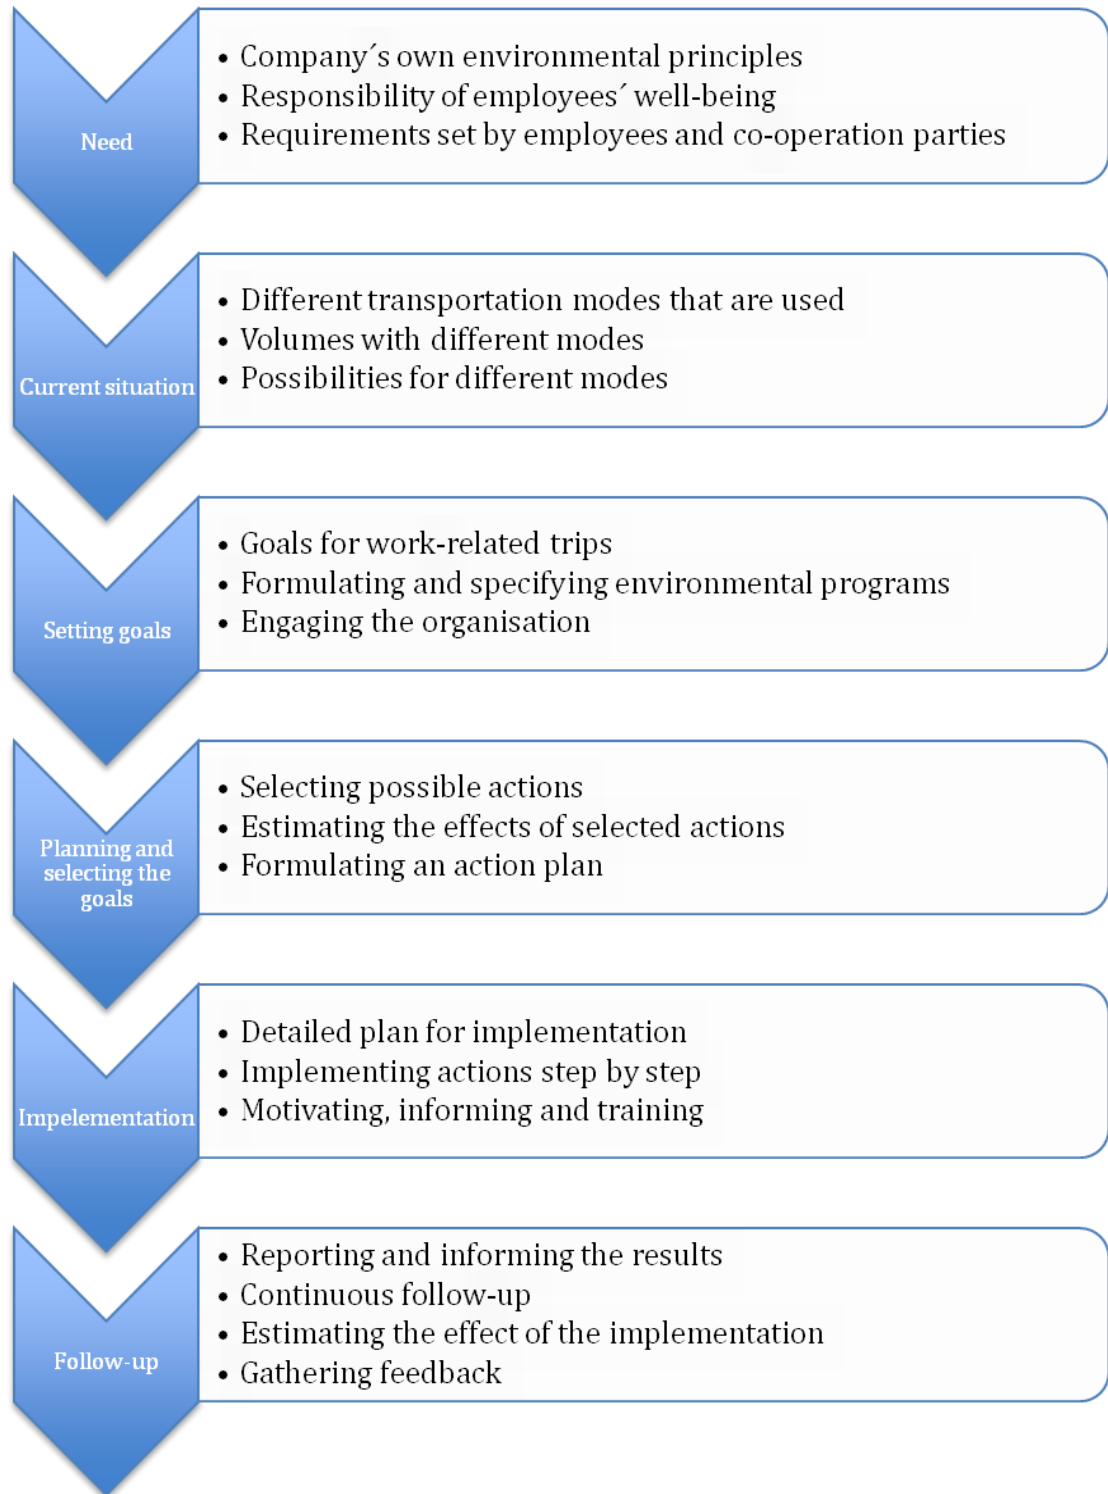 Need
• Company´s own environmental principles
• Responsibility of employees´ well-being
• Requirements set by employees and co-operation parties
Current situation
• Different transportation modes that are used
• Volumes with different modes
• Possibilities for different modes
Setting goals
• Goals for work-related trips
• Formulating and specifying environmental programs
• Engaging the organisation
Planning and
selecting the
goals
• Selecting possible actions
• Estimating the effects of selected actions
• Formulating an action plan
Impelementation
• Detailed plan for implementation
• Implementing actions step by step
• Motivating, informing and training
Follow-up
• Reporting and informing the results
• Continuous follow-up
• Estimating the effect of the implementation
• Gathering feedback